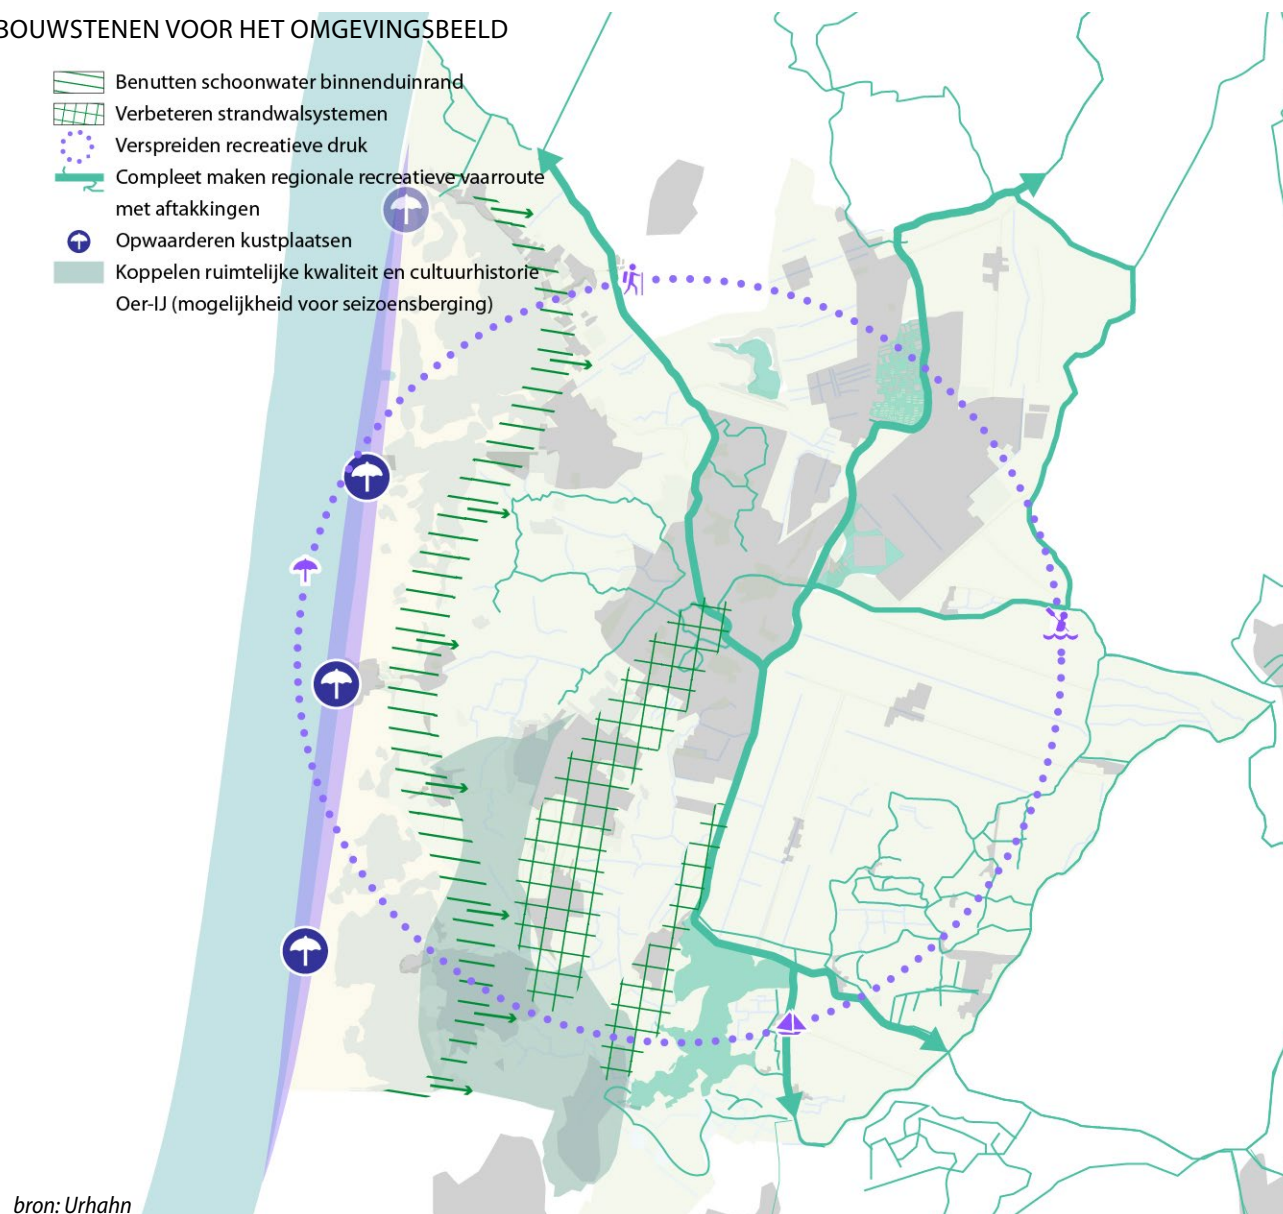 BOUWSTENEN VOOR HET OMGEVINGSBEELD
Benutten schoonwater binnenduinrand
Verbeteren strandwalsystemen
Verspreiden recreatieve druk
Compleet maken regionale recreatieve vaarroute
met aftakkingen
Opwaarderen kustplaatsen
Koppelen ruimtelijke kwaliteit en cultuurhistorie
Oer-IJ (mogelijkheid voor seizoensberging)
bron: Urhahn